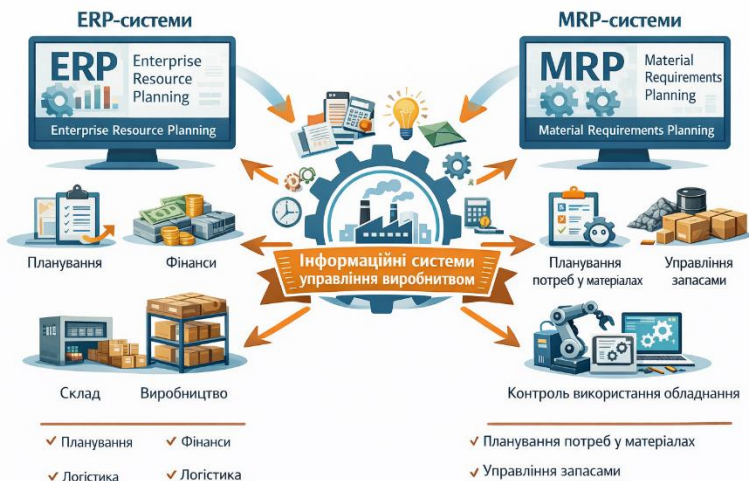 ERP-системи
MRP-системи
ERP
Enterprise
Resource
Planning
Enterprise Resource Planning
MRP
Material
Requirements
Planning
Material Requirements Planning
Планування
Фінанси
Інформаційні системи
управління виробнитвом
Планування
потреб у матеріалах
Управління
запасами
Склад
Виробництво
Контроль використання обладнання
✓ Планування
✓ Фінанси
✓ Логістика
✓ Логістика
✓ Планування потреб у матеріалах
✓ Управління запасами